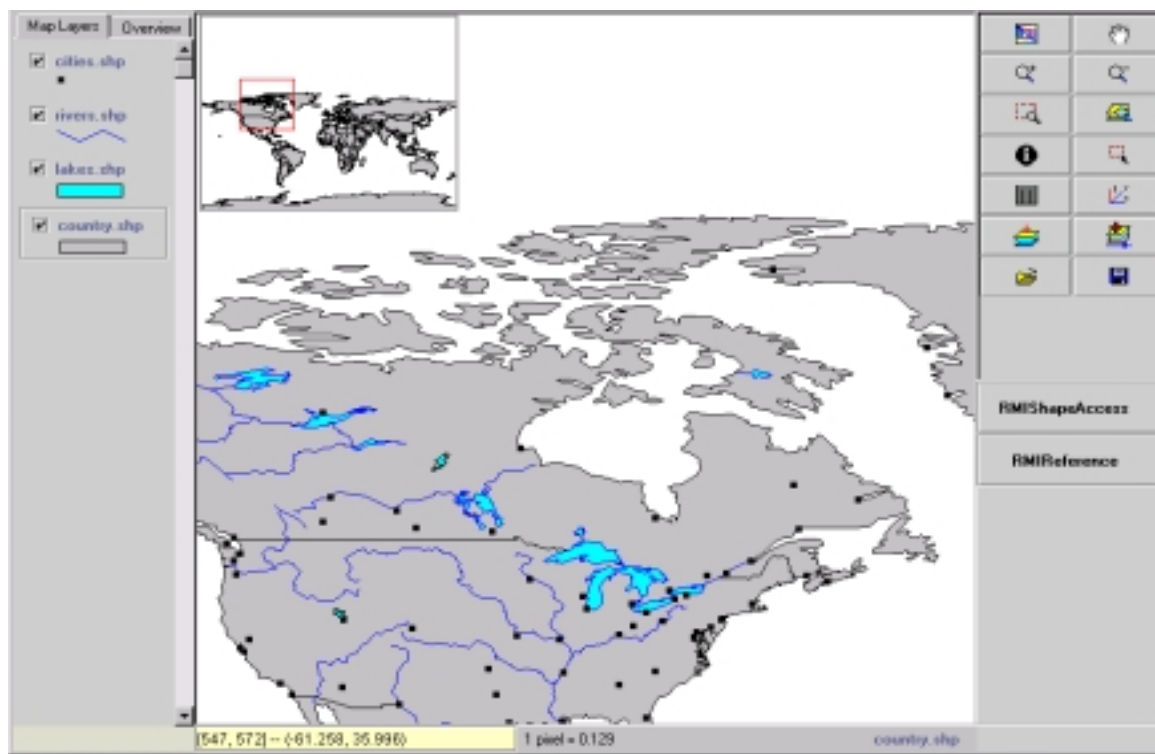 Map Layers Overview
cities.shp
rivers.shp
lakes.shp
country.shp
RMIShapeAccess
RMIReference
[547, 572] -- (-61.258, 35.996) 1 pixel = 0.129 country.shp